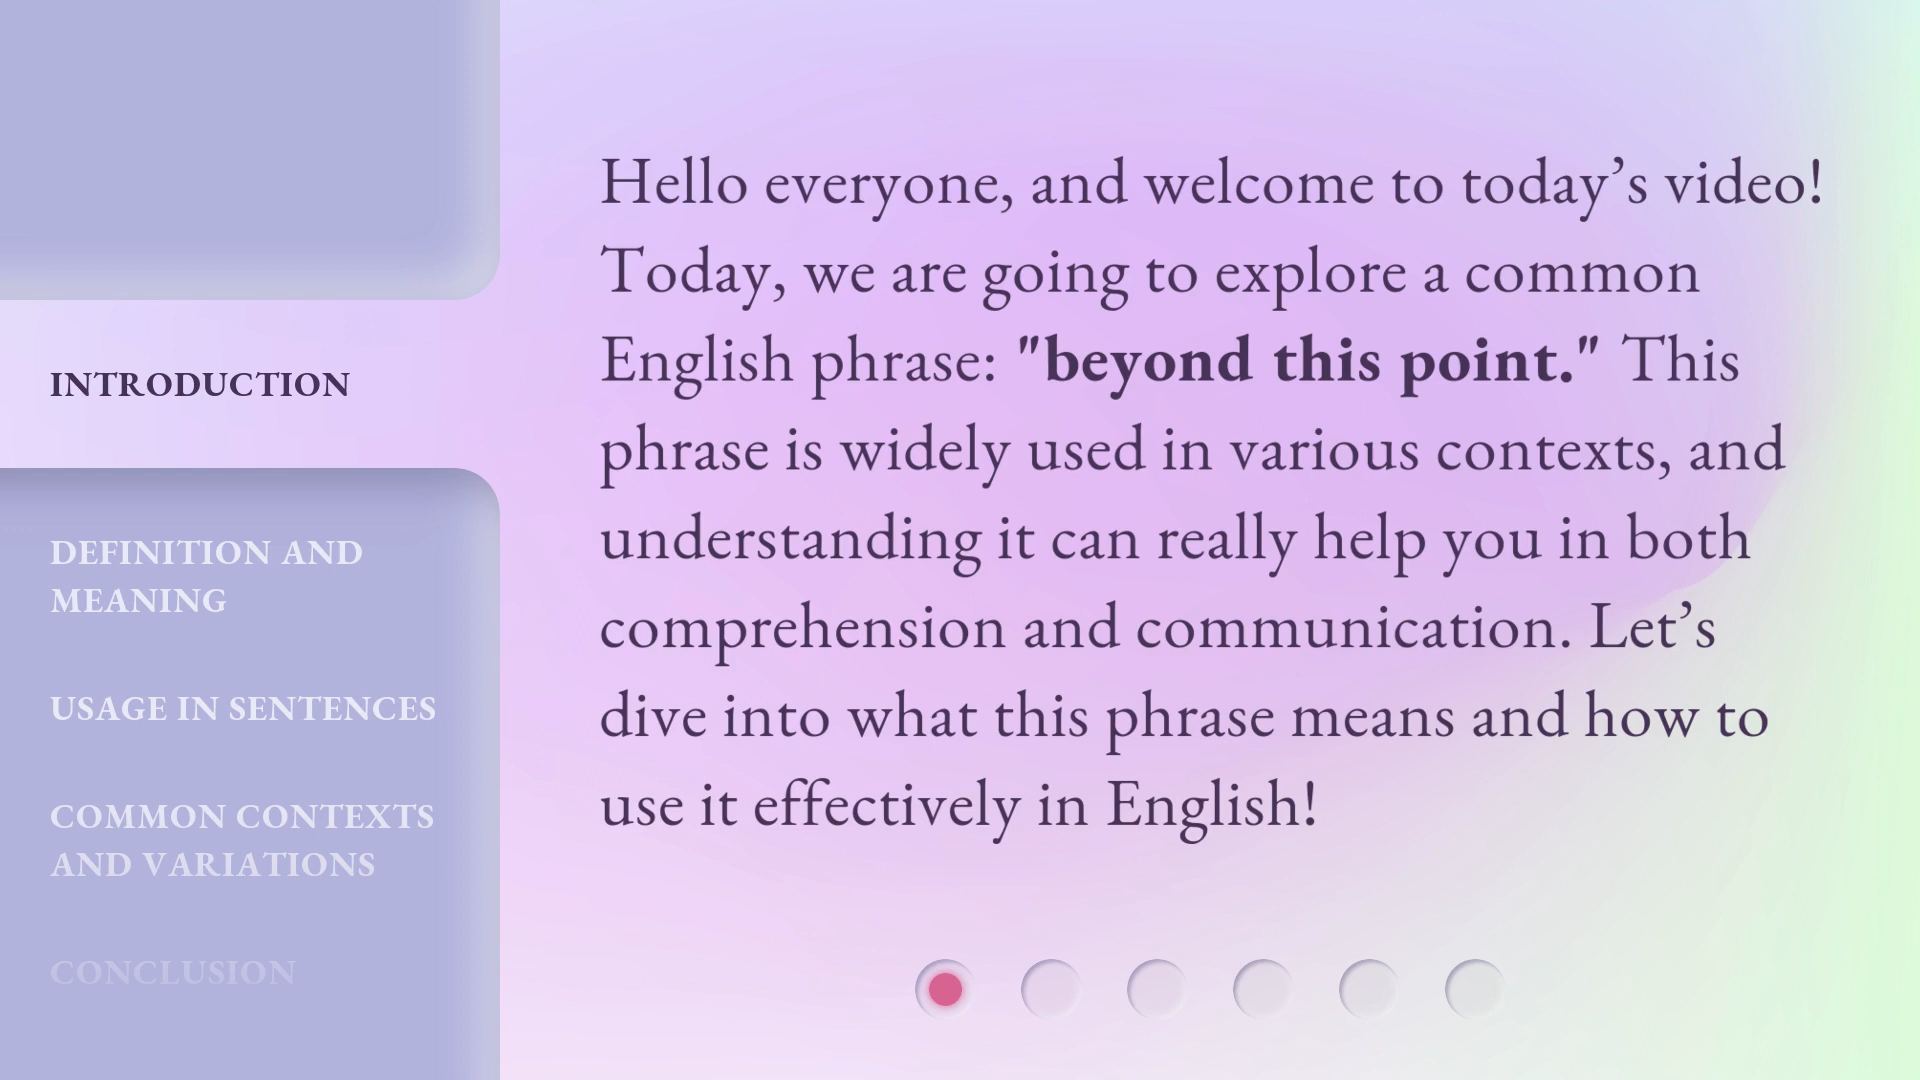 INTRODUCTION
DEFINITION AND
MEANING
USAGE IN SENTENCES
COMMON CONTEXTS
AND VARIATIONS
CONCLUSION
Hello everyone, and welcome to today’s video!
Today, we are going to explore a common
English phrase: "beyond this point." This
phrase is widely used in various contexts, and
understanding it can really help you in both
comprehension and communication. Let’s
dive into what this phrase means and how to
use it effectively in English!